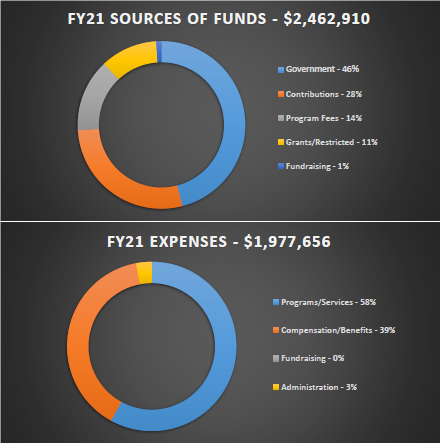 FY21 SOURCES OF FUNDS - $2,462,910
Government - 46%
Contributions - 28%
Program Fees - 14%
Grants/Restricted - 11%
Fundraising - 1%
FY21 EXPENSES - $1,977,656
Programs/Services - 58%
Compensation/Benefits - 39%
Fundraising - 0%
Administration - 3%